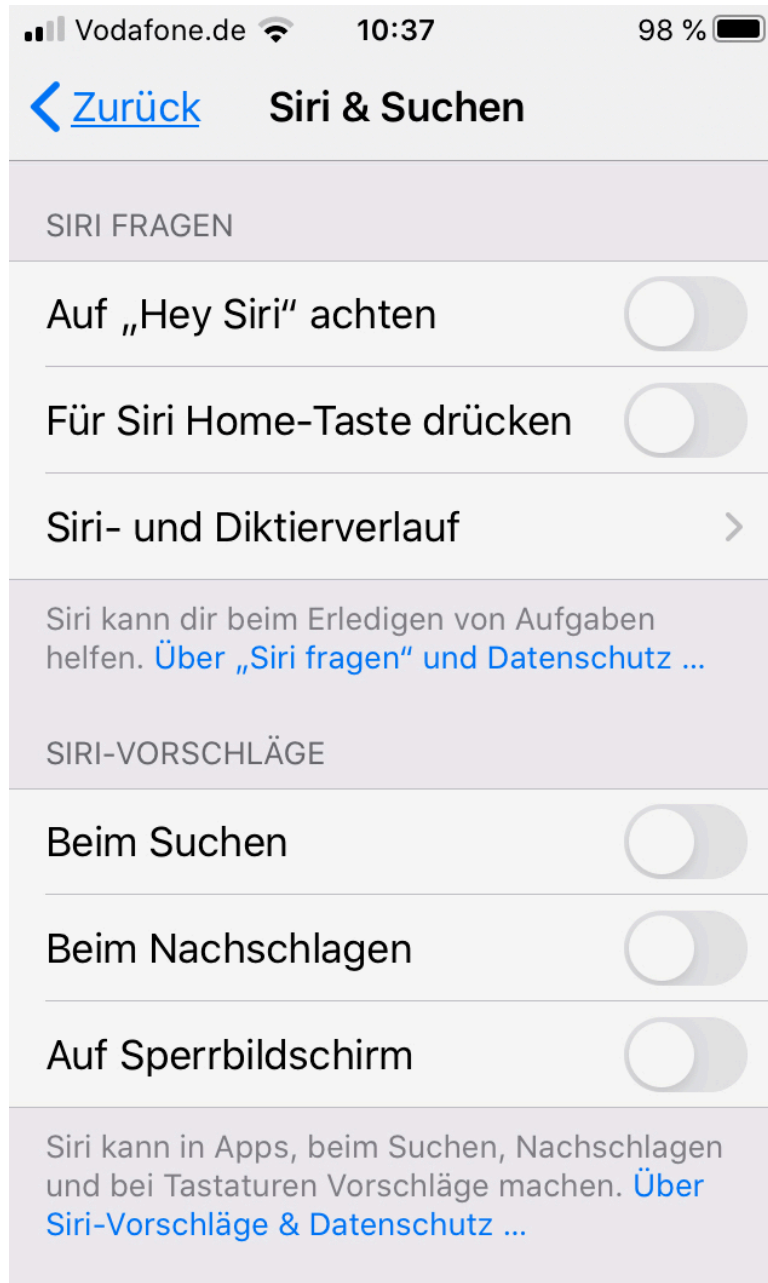 Vodafone.de 10:37 98 %
Zurück Siri & Suchen
SIRI FRAGEN
Auf „Hey Siri“ achten
Für Siri Home-Taste drücken
Siri- und Diktierverlauf
Siri kann dir beim Erledigen von Aufgaben
helfen. Über „Siri fragen“ und Datenschutz ...
SIRI-VORSCHLÄGE
Beim Suchen
Beim Nachschlagen
Auf Sperrbildschirm
Siri kann in Apps, beim Suchen, Nachschlagen
und bei Tastaturen Vorschläge machen. Über
Siri-Vorschläge & Datenschutz ...